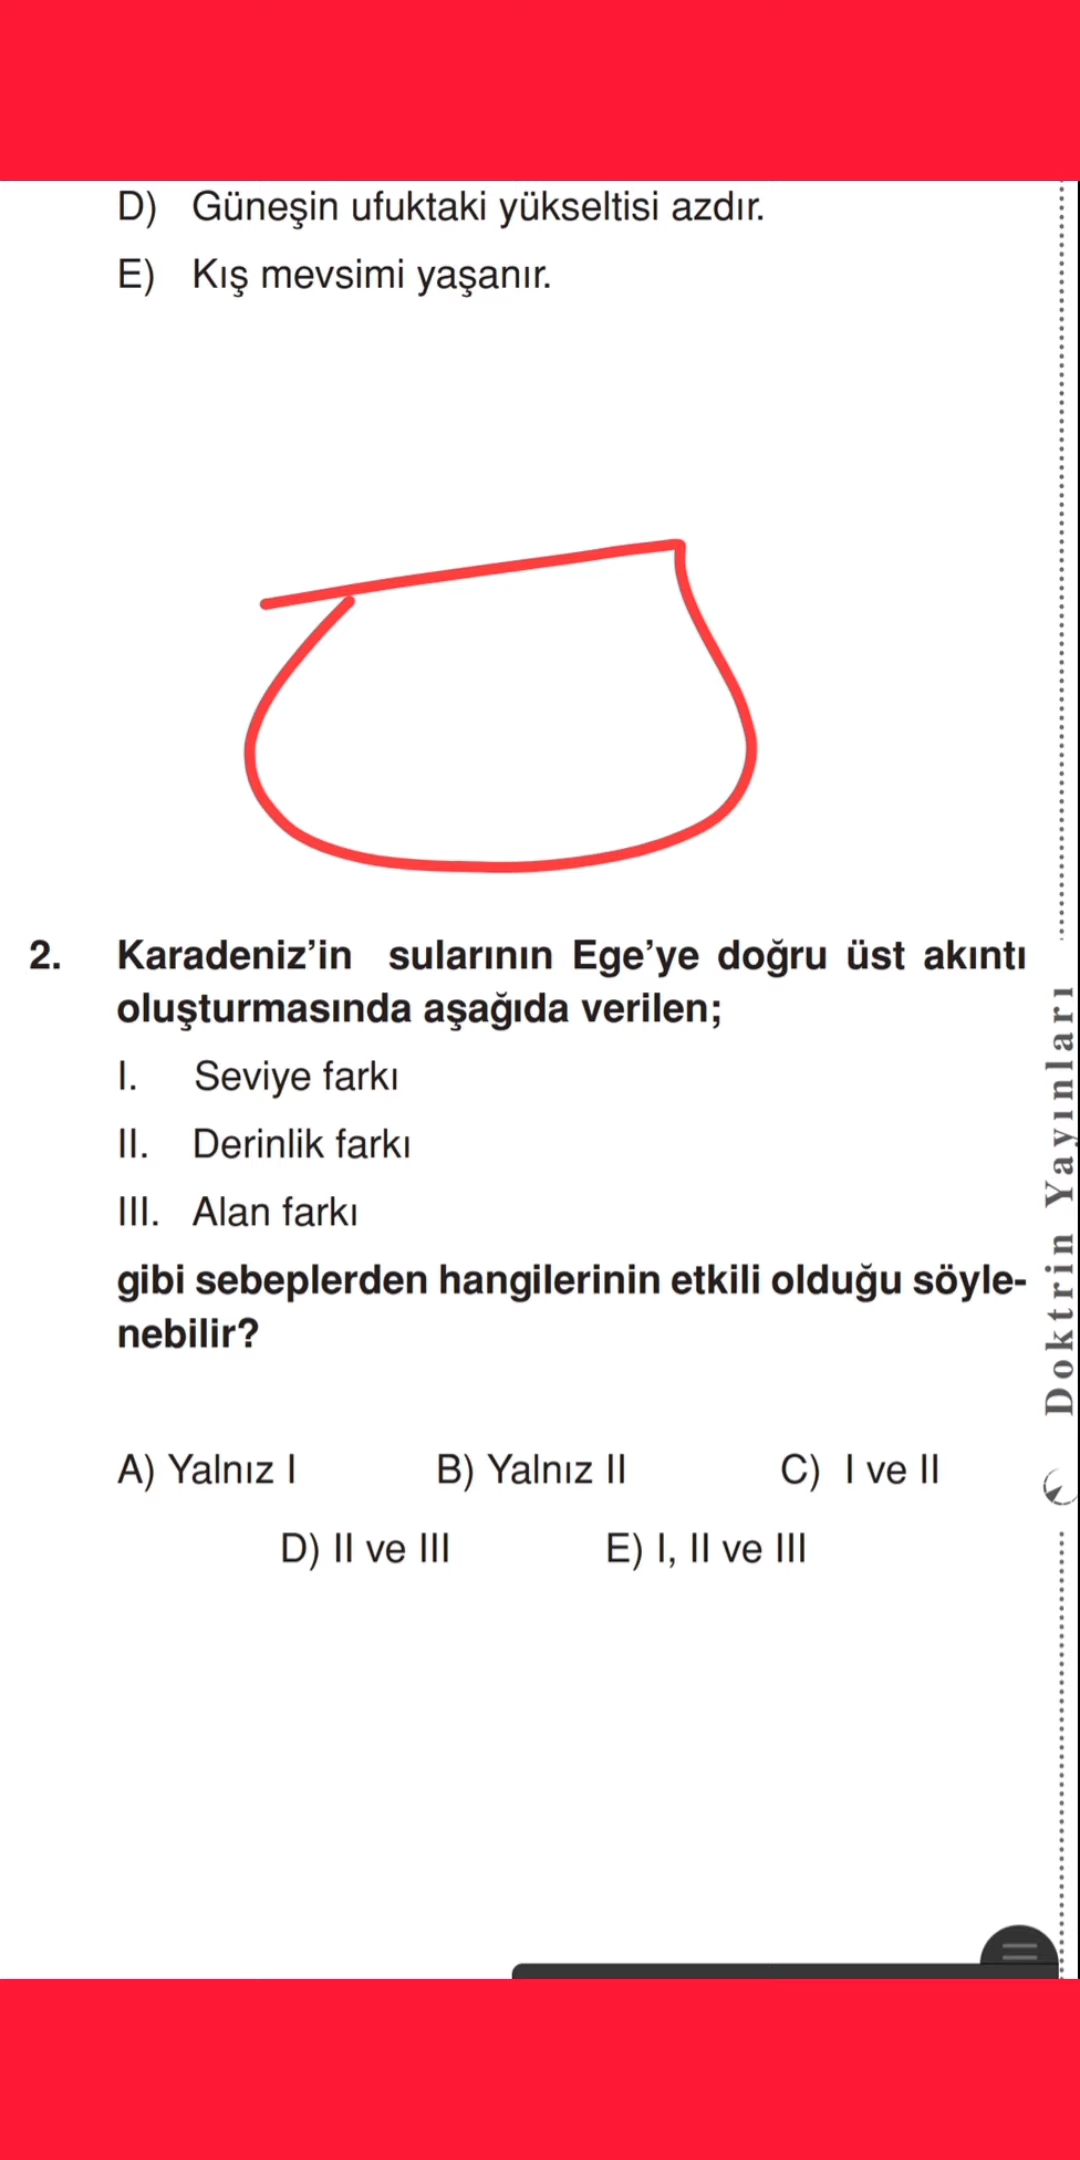 D) Güneşin ufuktaki yükseltisi azdır.
E) Kış mevsimi yaşanır.
2. Karadeniz’in sularının Ege’ye doğru üst akıntı
oluşturmasında aşağıda verilen;
I. Seviye farkı
II. Derinlik farkı
III. Alan farkı
gibi sebeplerden hangilerinin etkili olduğu söyle-
nebilir?
A) Yalnız I B) Yalnız II C) I ve II
D) II ve III E) I, II ve III
Doktrin Yayınları